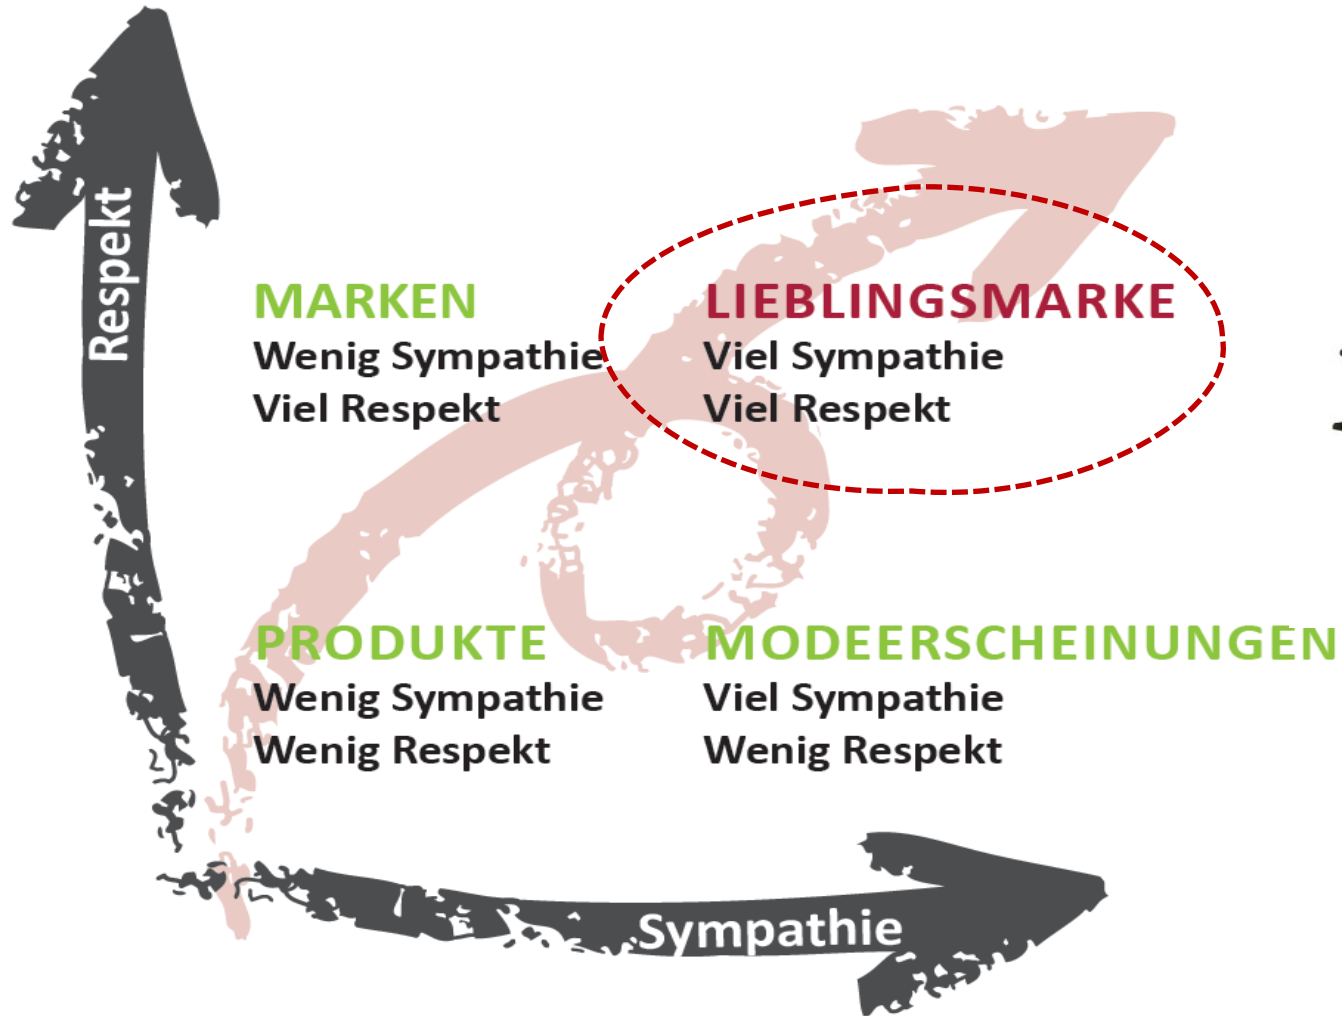 Respekt
MARKEN
Wenig Sympathie
Viel Respekt
LIEBLINGSMARKE
Viel Sympathie
Viel Respekt
PRODUKTE
Wenig Sympathie
Wenig Respekt
MODEERSCHEINUNGEN
Viel Sympathie
Wenig Respekt
Sympathie